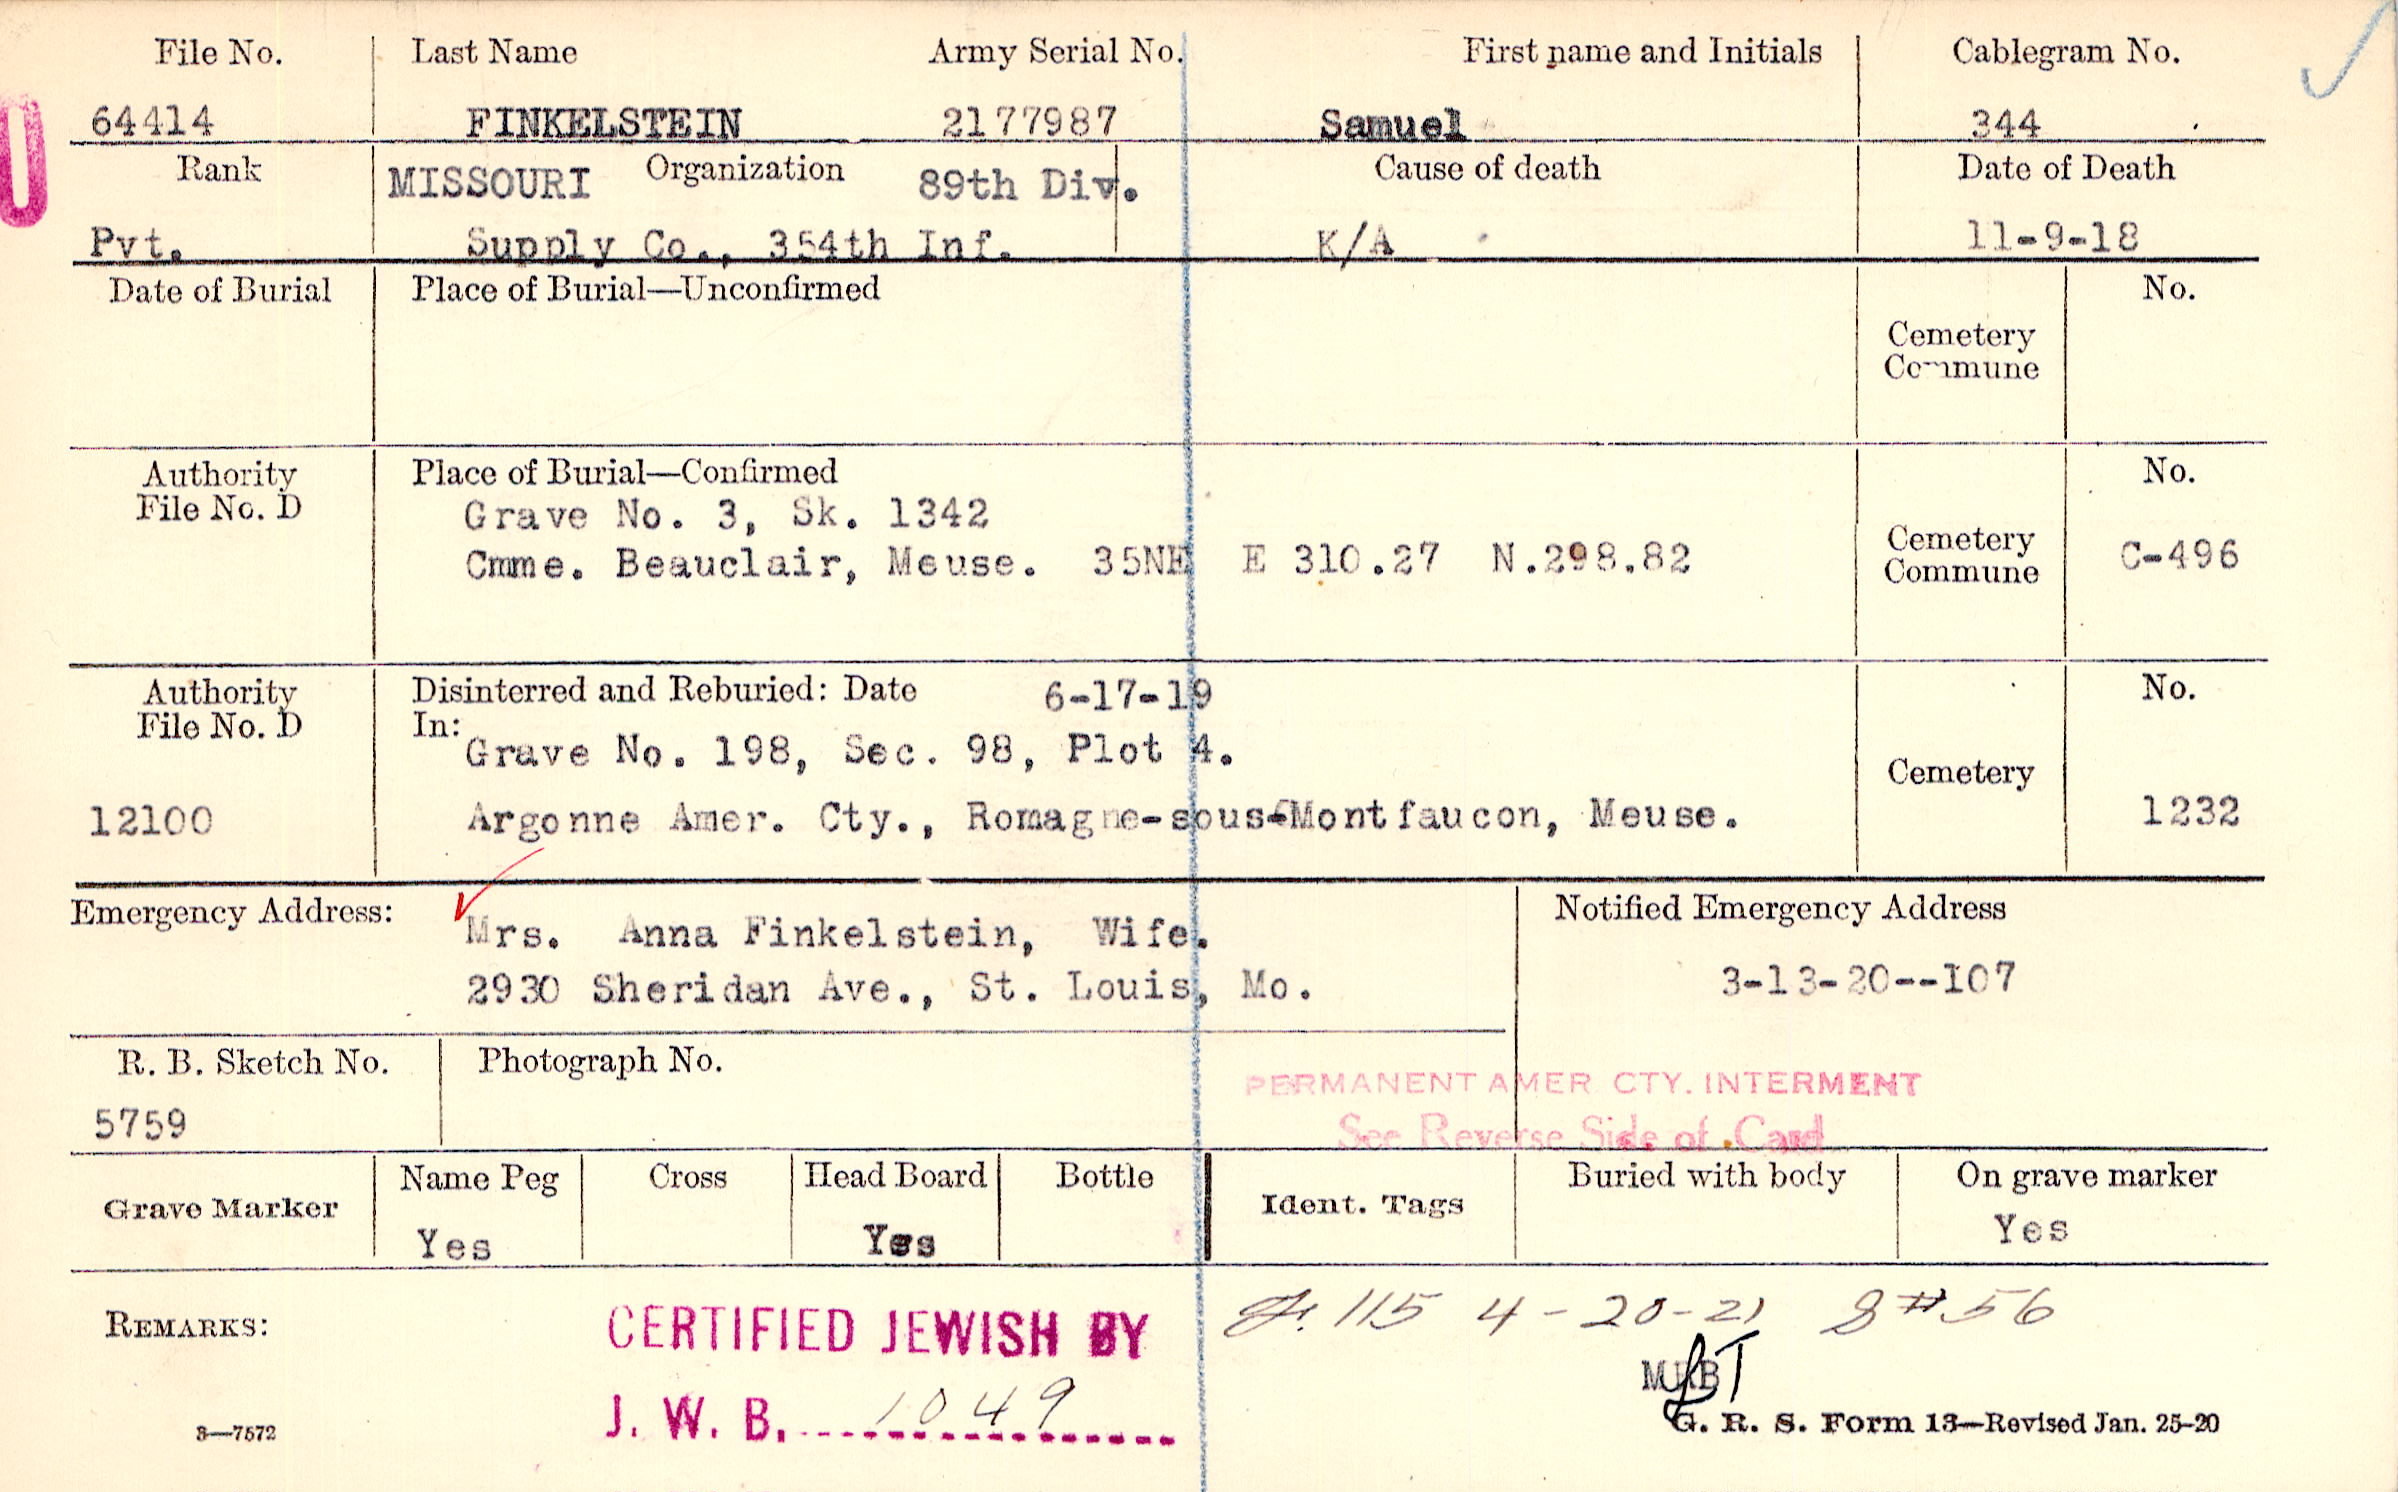 File No. Last Name Army Serial No. First name and Initials Cablegram No.
64414 FINKELSTEIN 2177987 Samuel 344
Rank MISSOURI Organization 89th Div. Cause of death Date of Death
Pvt. Supply Co., 354th Inf. K/A 11-9-18
Date of Burial Place of Burial—Unconfirmed No.
Cemetery
Commune
Authority Place of Burial—Confirmed No.
File No. D Grave No. 3, Sk. 1342
Cmme. Beauclair, Meuse. 35NE E 310.27 N.298.82 Cemetery C-496
Commune
Authority Disinterred and Reburied: Date 6-17-19 No.
File No. D In:
Grave No. 198, Sec. 98, Plot 4.
Cemetery
12100 Argonne Amer. Cty., Romagne-sous-Montfaucon, Meuse. 1232
Emergency Address: Notified Emergency Address
Mrs. Anna Finkelstein, Wife.
2930 Sheridan Ave., St. Louis, Mo. 3-13-20--107
R. B. Sketch No. Photograph No.
PERMANENT AMER CTY. INTERMENT
5759 See Reverse Side of Card
Grave Marker Name Peg Cross Head Board Bottle Ident. Tags Buried with body On grave marker
Yes Yes Yes
REMARKS: CERTIFIED JEWISH BY 115 4-20-21 8#56
J. W. B. 1049
3—7572 G. R. S. Form 13—Revised Jan. 25-20